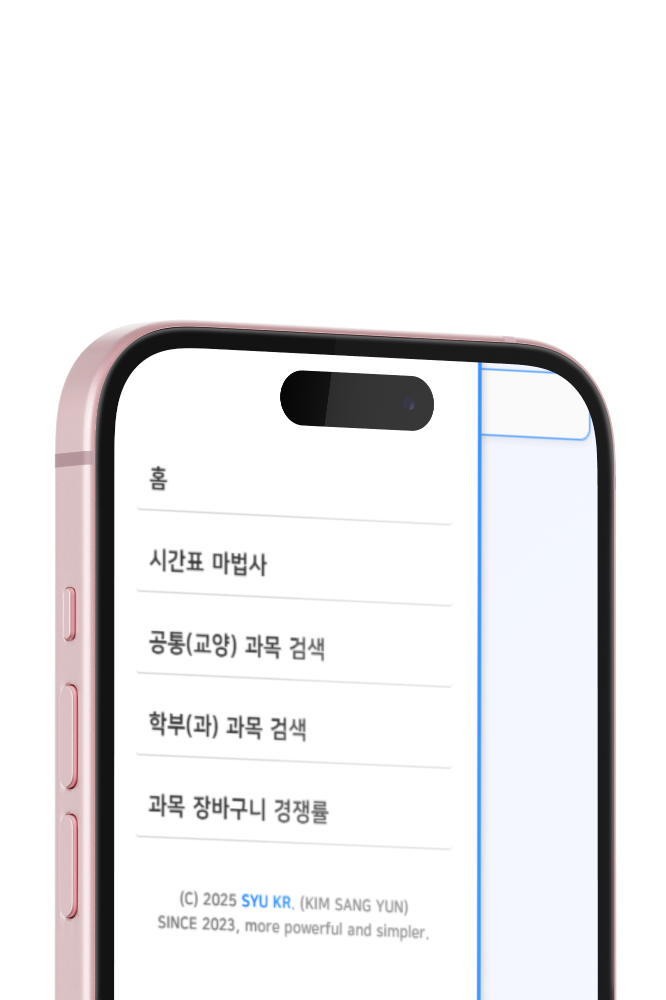 홈
시간표 마법사
공통(교양) 과목 검색
학부(과) 과목 검색
과목 장바구니 경쟁률
(C) 2025 SYU KR. (KIM SANG YUN)
SINCE 2023, more powerful and simpler.